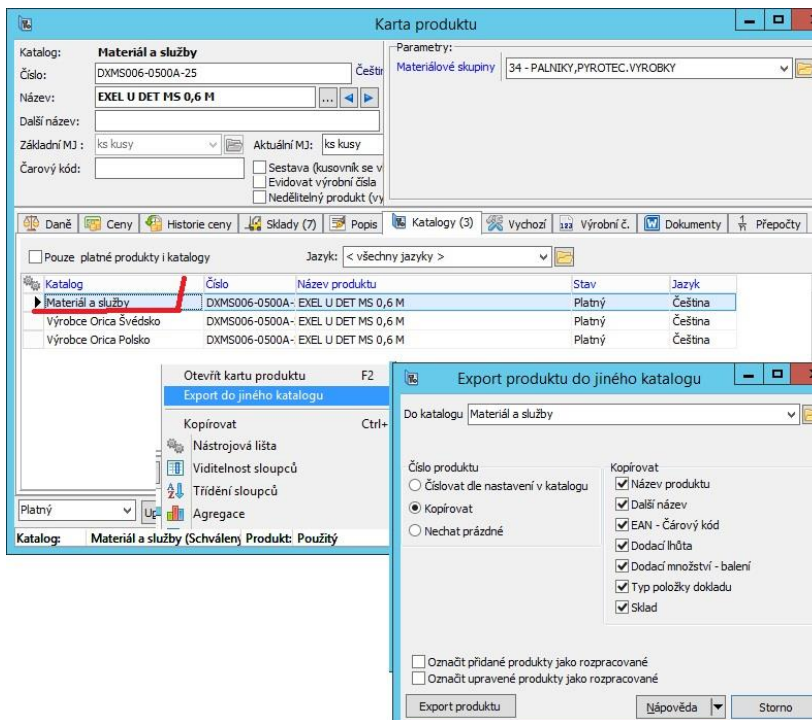 Karta produktu
Katalog: Materiál a služby
Číslo: DXMS006-0500A-25 Češti
Název: EXEL U DET MS 0,6 M ...
Další název:
Základní MJ : ks kusy Aktuální MJ: ks kusy
Čarový kód: Sestava (kusovník se v
Evidovat výrobní čísla
Nedělitelný produkt (vy
Parametry:
Materiálové skupiny 34 - PALNIKY,PYROTEC.VYROBKY
Daně Ceny Historie ceny Sklady (7) Popis Katalogy (3) Vychozí Výrobní č. Dokumenty Přepočty
Pouze platné produkty i katalogy Jazyk: < všechny jazyky >
Katalog Číslo Název produktu Stav Jazyk
Materiál a služby DXMS006-0500A- EXEL U DET MS 0,6 M Platný Čeština
Výrobce Orica Švédsko DXMS006-0500A- EXEL U DET MS 0,6 M Platný Čeština
Výrobce Orica Polsko DXMS006-0500A- EXEL U DET MS 0,6 M Platný Čeština
Otevřít kartu produktu F2
Export do jiného katalogu
Kopírovat Ctrl+
Nástrojová lišta
Viditelnost sloupců
Třídění sloupců
Agregace
Platný
Katalog: Materiál a služby (Schválený Produkt: Použitý
Export produktu do jiného katalogu
Do katalogu Materiál a služby
Číslo produktu
Číslovat dle nastavení v katalogu
Kopírovat
Nechat prázdné
Kopírovat
Název produktu
Další název
EAN - Čárový kód
Dodací lhůta
Dodací množství - balení
Typ položky dokladu
Sklad
Označit přidané produkty jako rozpracované
Označit upravené produkty jako rozpracované
Export produktu Nápověda Storno